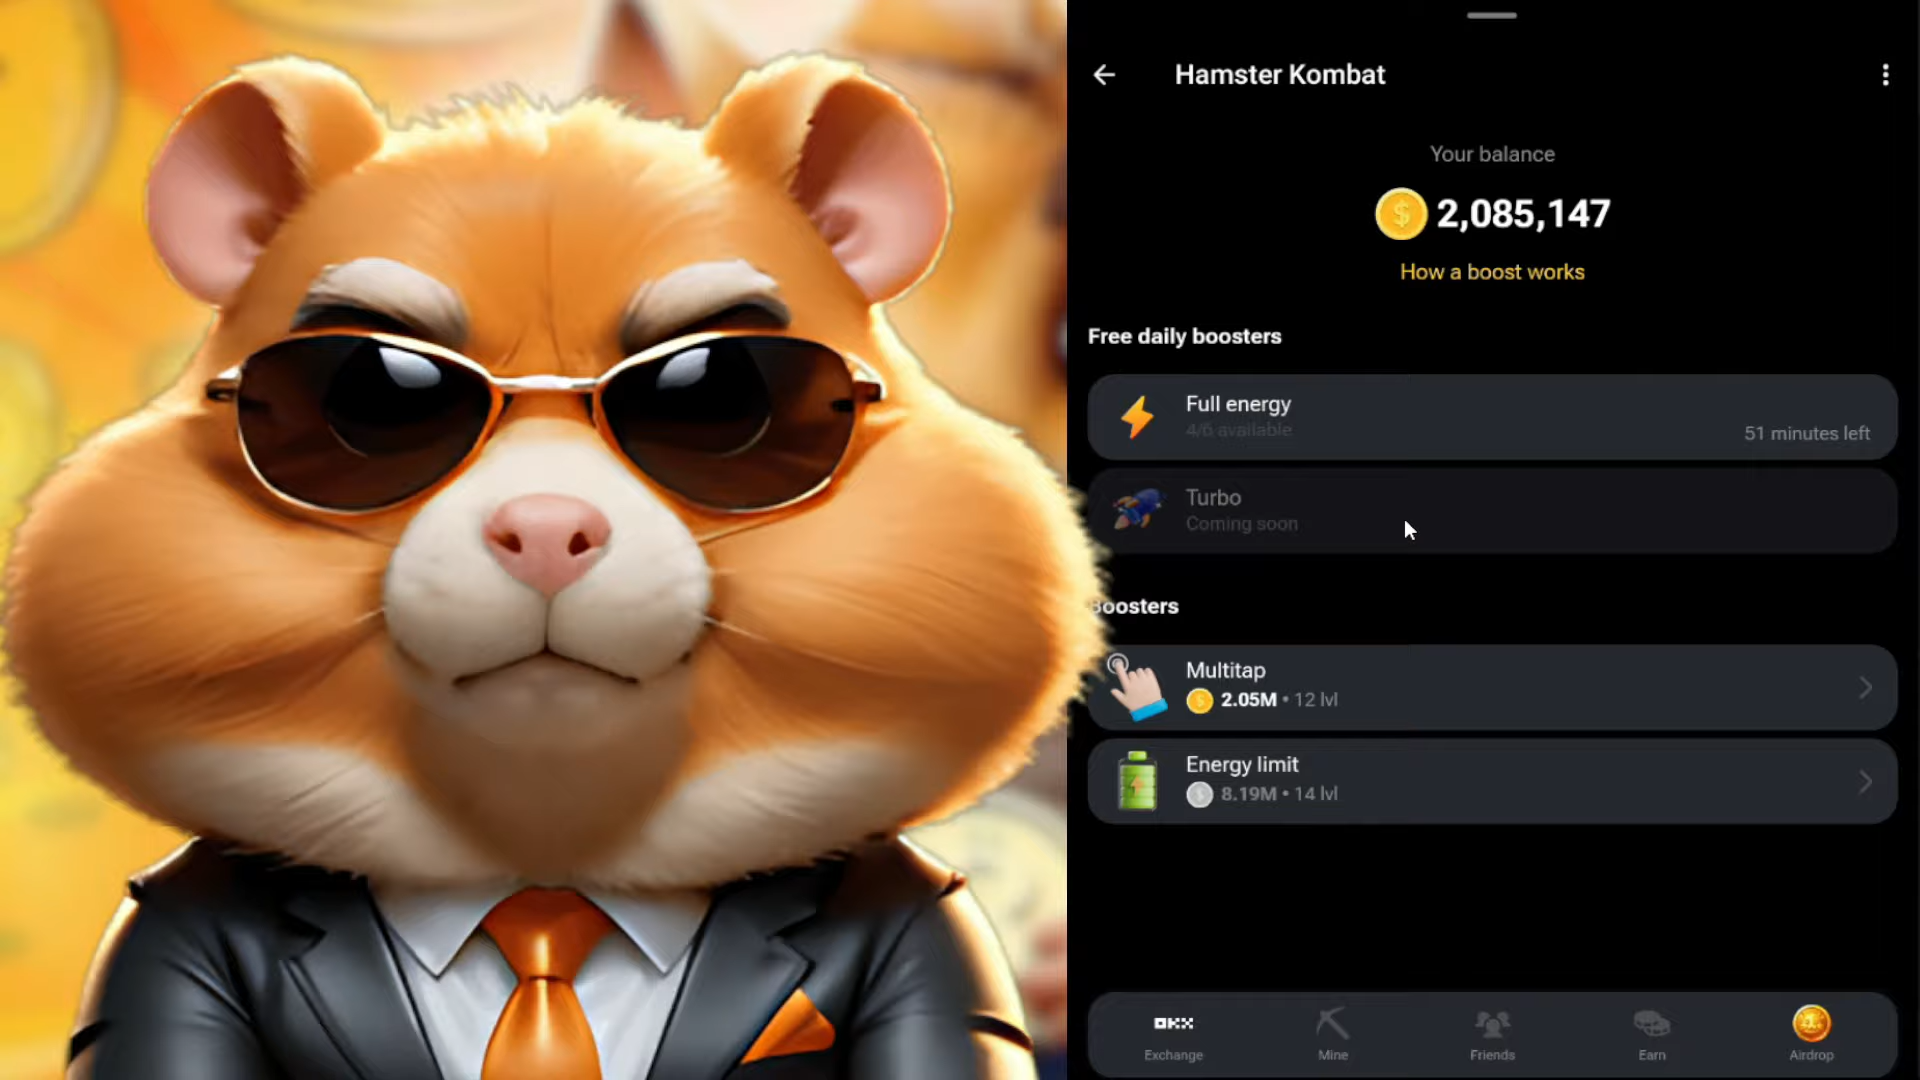 Hamster Kombat
Your balance
2,085,147
How a boost works
Free daily boosters
Full energy
4/6 available
51 minutes left
Turbo
Coming soon
Boosters
Multitap
2.05M • 12 lvl
Energy limit
8.19M • 14 lvl
OKX
Exchange
Mine
Friends
Earn
Airdrop